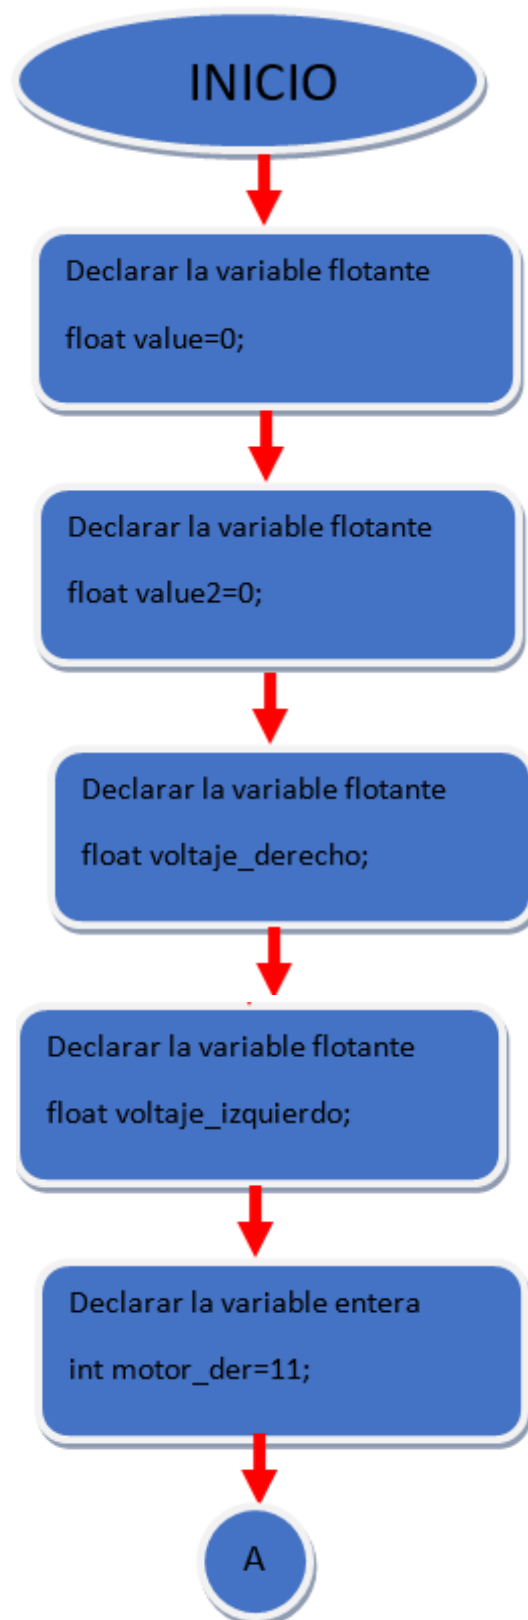 INICIO
Declarar la variable flotante
float value=0;
Declarar la variable flotante
float value2=0;
Declarar la variable flotante
float voltaje_derecho;
Declarar la variable flotante
float voltaje_izquierdo;
Declarar la variable entera
int motor_der=11;
A